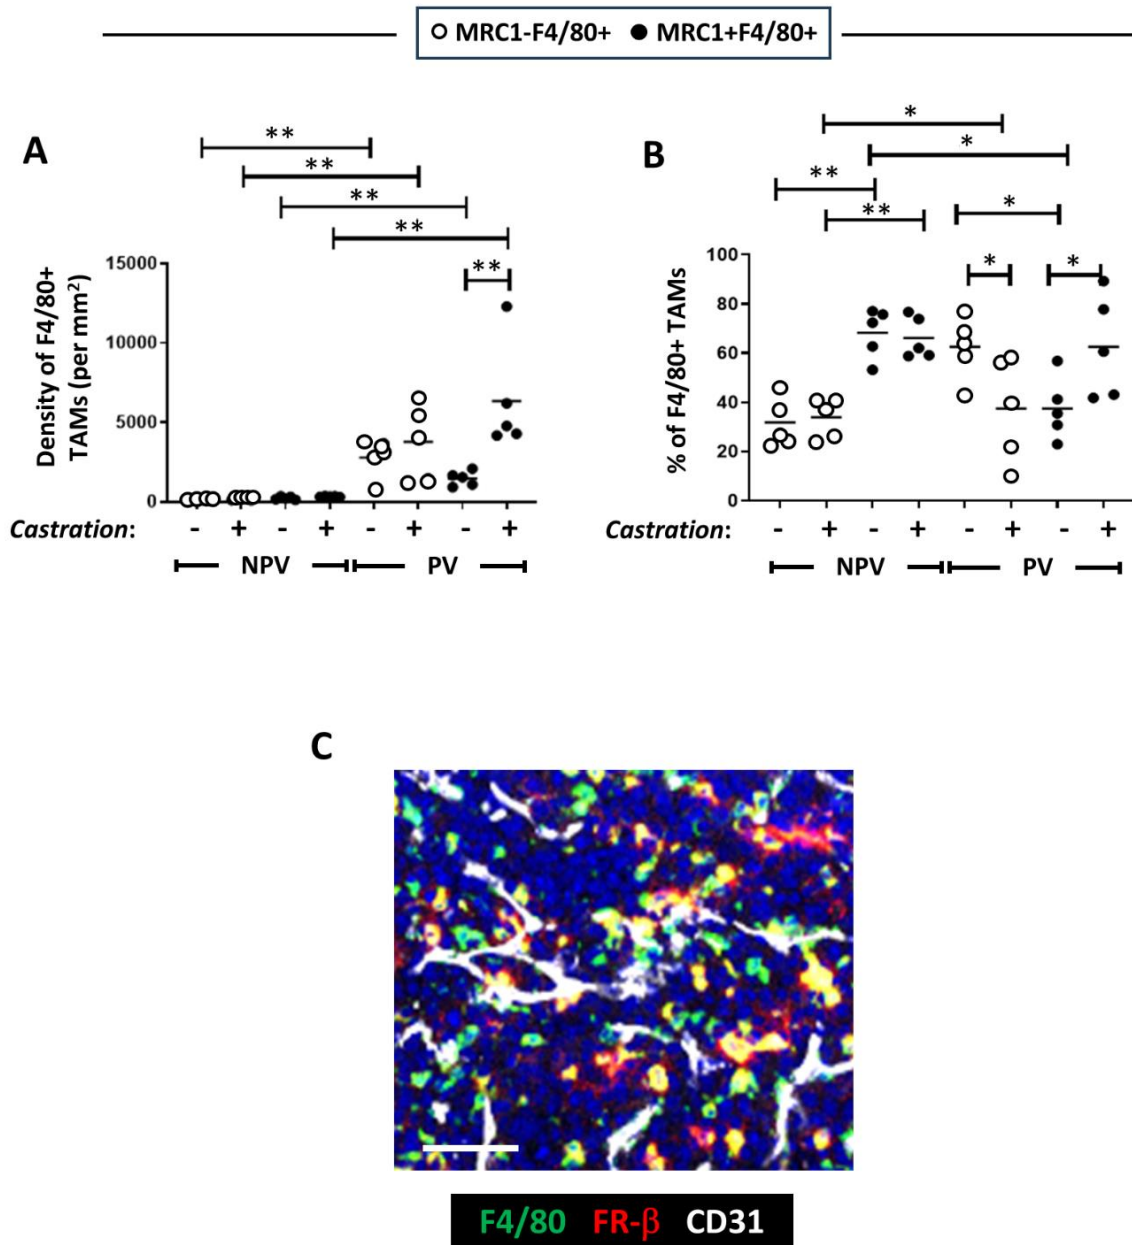 ○ MRC1-F4/80+ ● MRC1+F4/80+
A
**
**
**
**
**
Density of F4/80+
TAMs (per mm²)
15000
10000
5000
0
Castration: - + - + - + - +
NPV PV
B
*
*
**
*
**
*
*
% of F4/80+ TAMs
100
80
60
40
20
0
Castration: - + - + - + - +
NPV PV
C
F4/80 FR-β CD31